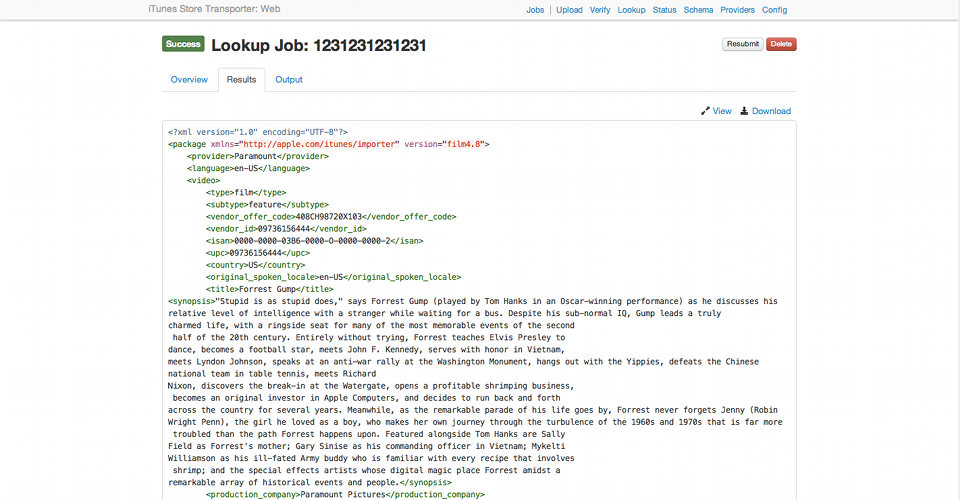 iTunes Store Transporter: Web
Jobs | Upload Verify Lookup Status Schema Providers Config
Success Lookup Job: 1231231231231
Resubmit Delete
Overview Results Output
View Download
<?xml version="1.0" encoding="UTF-8"?>
<package xmlns="http://apple.com/itunes/importer" version="film4.8">
<provider>Paramount</provider>
<language>en-US</language>
<video>
<type>film</type>
<subtype>feature</subtype>
<vendor_offer_code>408CH98720X103</vendor_offer_code>
<vendor_id>09736156444</vendor_id>
<isan>0000-0000-03B6-0000-O-0000-0000-2</isan>
<upc>09736156444</upc>
<country>US</country>
<original_spoken_locale>en-US</original_spoken_locale>
<title>Forrest Gump</title>
<synopsis>"Stupid is as stupid does," says Forrest Gump (played by Tom Hanks in an Oscar-winning performance) as he discusses his
relative level of intelligence with a stranger while waiting for a bus. Despite his sub-normal IQ, Gump leads a truly
charmed life, with a ringside seat for many of the most memorable events of the second
half of the 20th century. Entirely without trying, Forrest teaches Elvis Presley to
dance, becomes a football star, meets John F. Kennedy, serves with honor in Vietnam,
meets Lyndon Johnson, speaks at an anti-war rally at the Washington Monument, hangs out with the Yippies, defeats the Chinese
national team in table tennis, meets Richard
Nixon, discovers the break-in at the Watergate, opens a profitable shrimping business,
becomes an original investor in Apple Computers, and decides to run back and forth
across the country for several years. Meanwhile, as the remarkable parade of his life goes by, Forrest never forgets Jenny (Robin
Wright Penn), the girl he loved as a boy, who makes her own journey through the turbulence of the 1960s and 1970s that is far more
troubled than the path Forrest happens upon. Featured alongside Tom Hanks are Sally
Field as Forrest's mother; Gary Sinise as his commanding officer in Vietnam; Mykelti
Williamson as his ill-fated Army buddy who is familiar with every recipe that involves
shrimp; and the special effects artists whose digital magic place Forrest amidst a
remarkable array of historical events and people.</synopsis>
<production_company>Paramount Pictures</production_company>